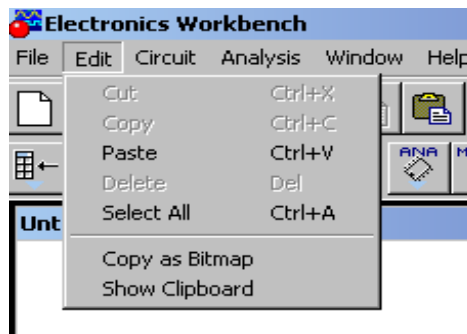 Electronics Workbench
File Edit Circuit Analysis Window Help
Cut Ctrl+X
Copy Ctrl+C
Paste Ctrl+V
Delete Del
Select All Ctrl+A
Copy as Bitmap
Show Clipboard
ANA M
Unt